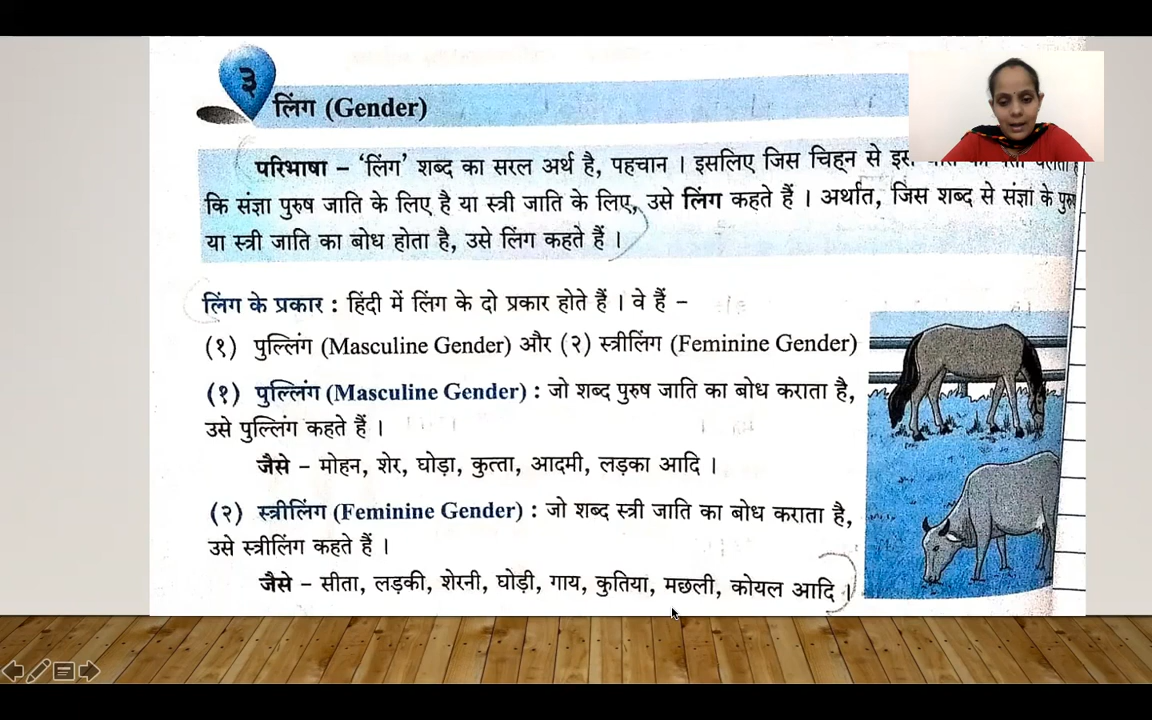 ३
लिंग (Gender)
परिभाषा – 'लिंग' शब्द का सरल अर्थ है, पहचान । इसलिए जिस चिह्न से इस
कि संज्ञा पुरुष जाति के लिए है या स्त्री जाति के लिए, उसे लिंग कहते हैं । अर्थात, जिस शब्द से संज्ञा के
या स्त्री जाति का बोध होता है, उसे लिंग कहते हैं ।
लिंग के प्रकार : हिंदी में लिंग के दो प्रकार होते हैं । वे हैं –
(१) पुल्लिंग (Masculine Gender) और (२) स्त्रीलिंग (Feminine Gender)
(१) पुल्लिंग (Masculine Gender) : जो शब्द पुरुष जाति का बोध कराता है,
उसे पुल्लिंग कहते हैं ।
जैसे – मोहन, शेर, घोड़ा, कुत्ता, आदमी, लड़का आदि ।
(२) स्त्रीलिंग (Feminine Gender) : जो शब्द स्त्री जाति का बोध कराता है,
उसे स्त्रीलिंग कहते हैं ।
जैसे – सीता, लड़की, शेरनी, घोड़ी, गाय, कुतिया, मछली, कोयल आदि ।